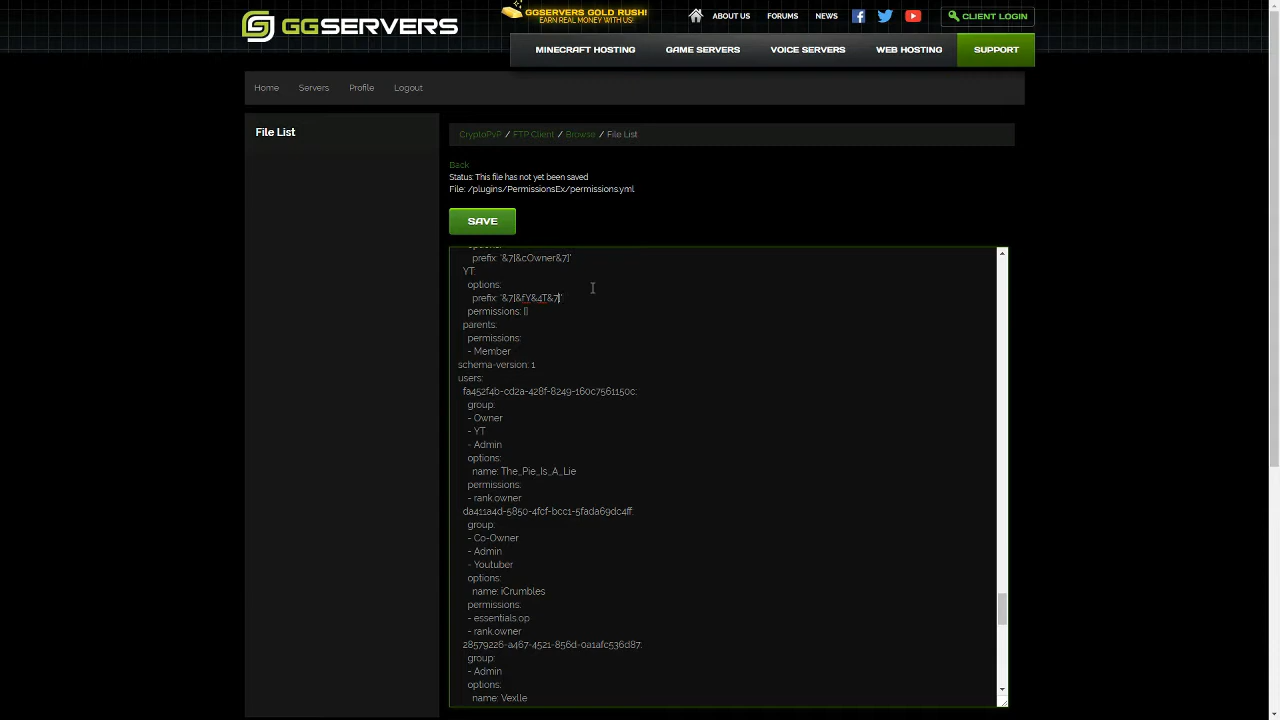 GGSERVERS GOLD RUSH!
EARN REAL MONEY WITH US!
GGSERVERS
ABOUT US FORUMS NEWS CLIENT LOGIN
MINECRAFT HOSTING GAME SERVERS VOICE SERVERS WEB HOSTING SUPPORT
Home Servers Profile Logout
File List
CryptoPvP / FTP Client / Browse / File List
Back
Status: This file has not yet been saved
File: /plugins/PermissionsEx/permissions.yml
SAVE
prefix: '&7[&cOwner&7]'
YT:
options:
prefix: '&7[&fY&4T&7]'
permissions: []
parents:
permissions:
- Member
schema-version: 1
users:
fa452f4b-cd2a-428f-8249-160c7561150c:
group:
- Owner
- YT
- Admin
options:
name: The_Pie_Is_A_Lie
permissions:
- rank.owner
da411a4d-5850-4fcf-bcc1-5fada69dc4ff:
group:
- Co-Owner
- Admin
- Youtuber
options:
name: iCrumbles
permissions:
- essentials.op
- rank.owner
28579226-a467-4521-856d-0a1afc536d87:
group:
- Admin
options:
name: Vexlle